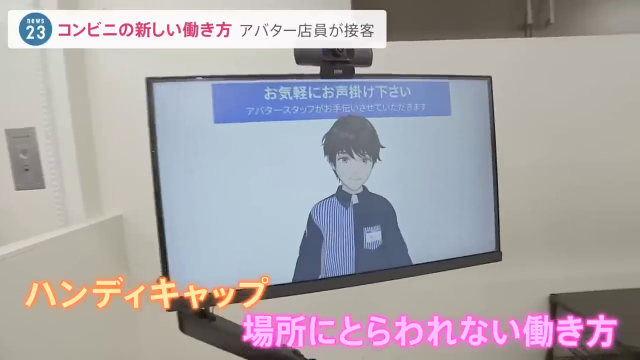 news
23
コンビニの新しい働き方 アバター店員が接客
お気軽にお声掛け下さい
アバタースタッフがお手伝いさせていただきます
ハンディキャップ
場所にとらわれない働き方